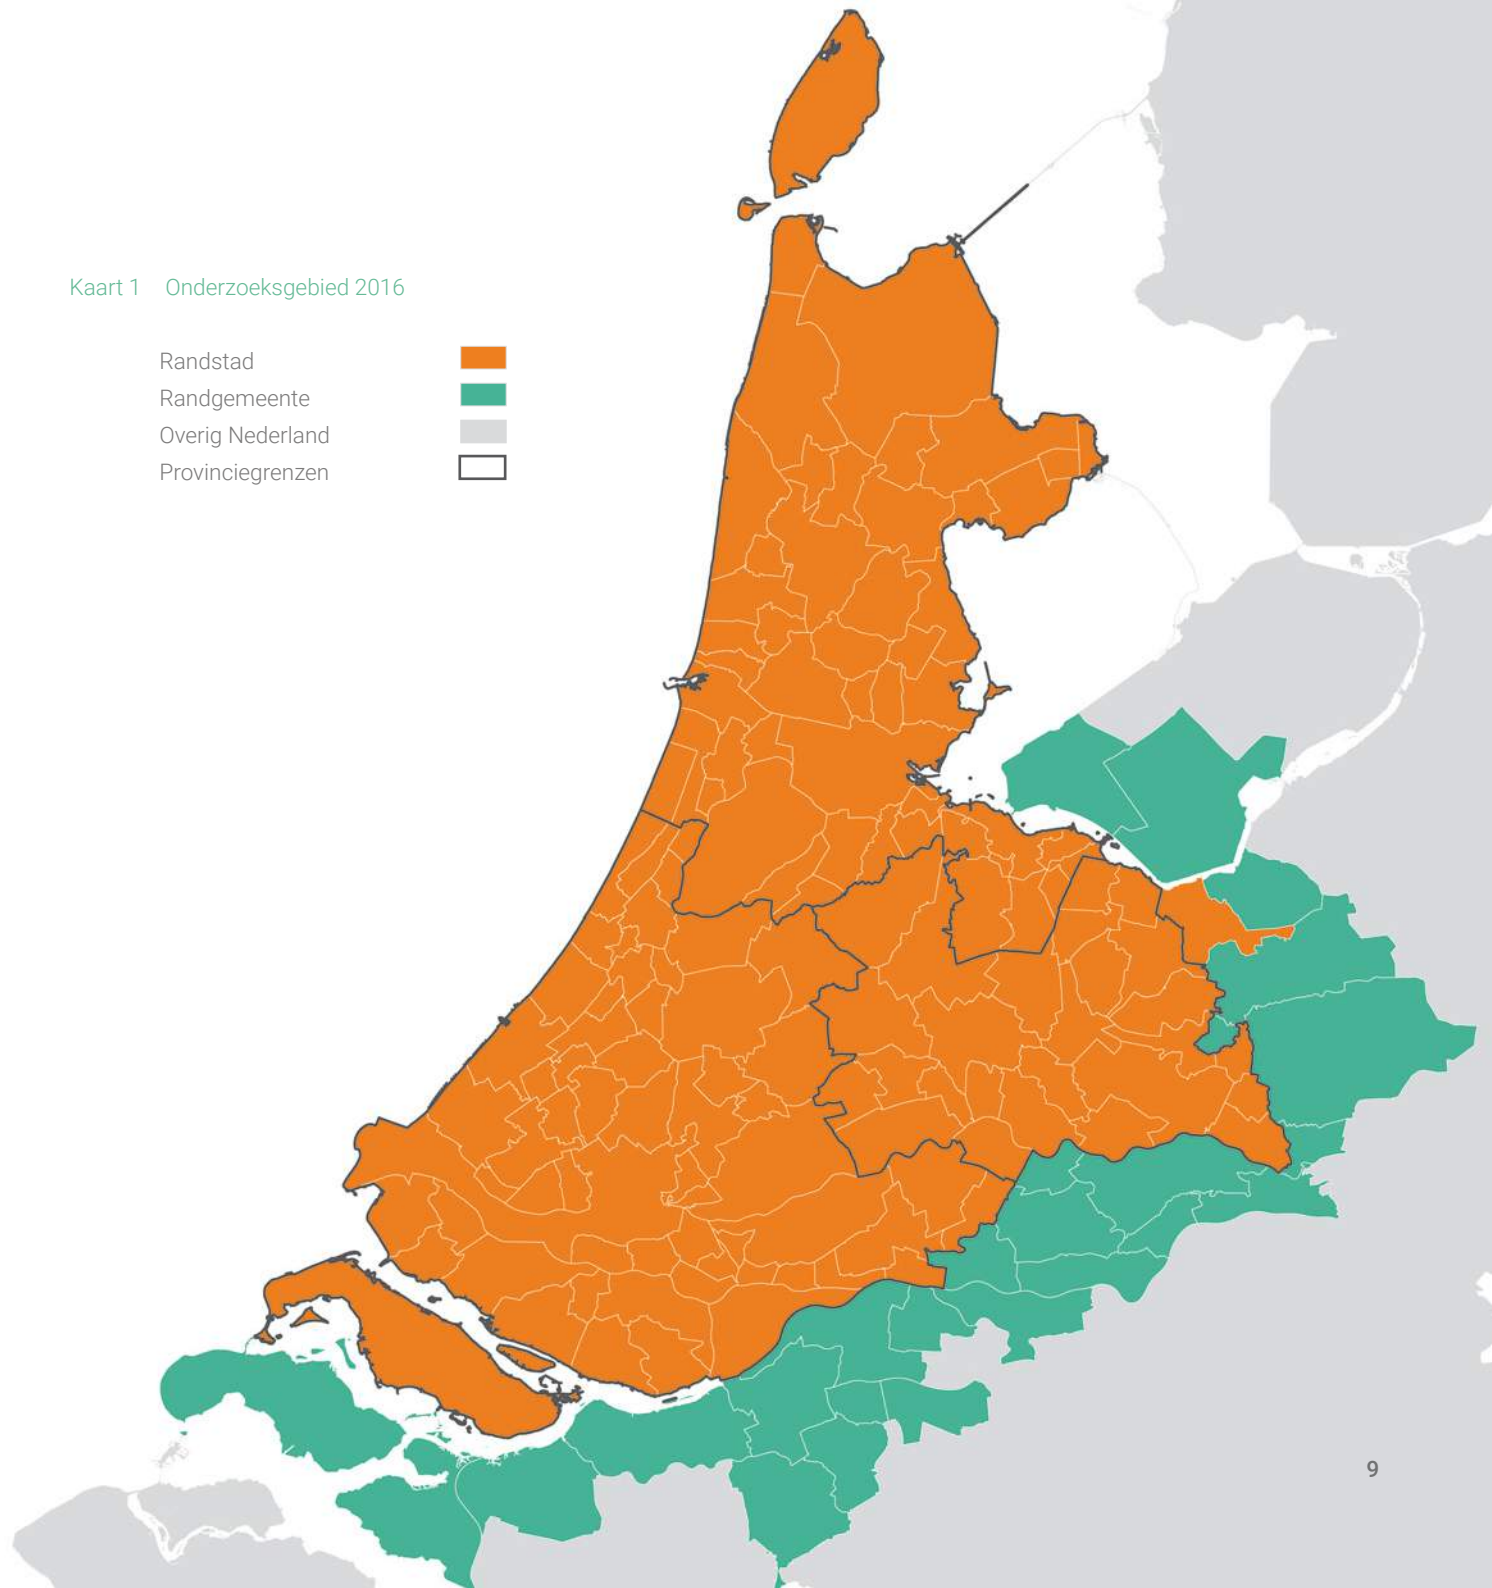 Kaart 1 Onderzoeksgebied 2016
Randstad
Randgemeente
Overig Nederland
Provinciegrenzen
9